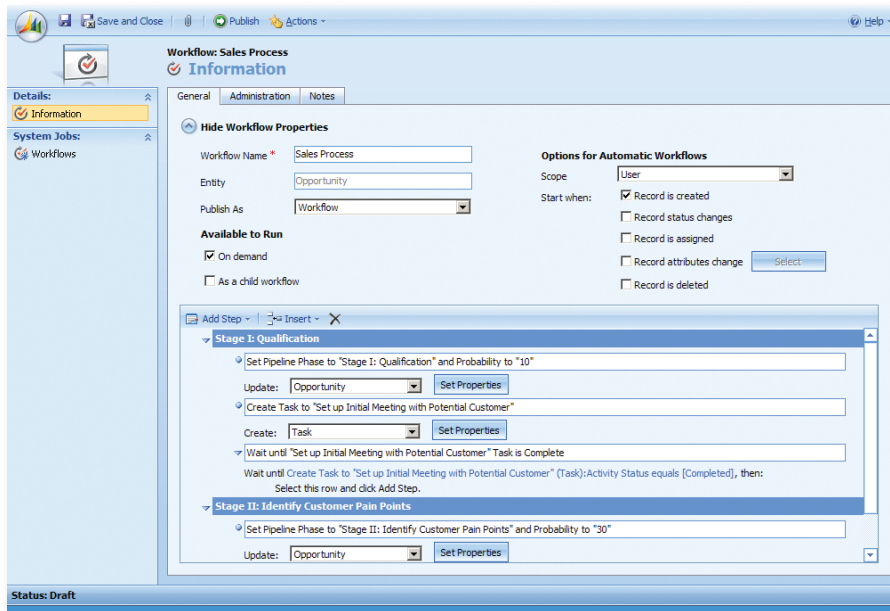 Save and Close
Publish
Actions
Help
Workflow: Sales Process
Information
Details:
Information
System Jobs:
Workflows
General
Administration
Notes
Hide Workflow Properties
Workflow Name *
Sales Process
Entity
Opportunity
Publish As
Workflow
Available to Run
On demand
As a child workflow
Options for Automatic Workflows
Scope
User
Start when:
Record is created
Record status changes
Record is assigned
Record attributes change
Select
Record is deleted
Add Step
Insert
Stage I: Qualification
Set Pipeline Phase to "Stage I: Qualification" and Probability to "10"
Update: Opportunity Set Properties
Create Task to "Set up Initial Meeting with Potential Customer"
Create: Task Set Properties
Wait until "Set up Initial Meeting with Potential Customer" Task is Complete
Wait until Create Task to "Set up Initial Meeting with Potential Customer" (Task):Activity Status equals [Completed], then:
Select this row and click Add Step.
Stage II: Identify Customer Pain Points
Set Pipeline Phase to "Stage II: Identify Customer Pain Points" and Probability to "30"
Update: Opportunity Set Properties
Status: Draft